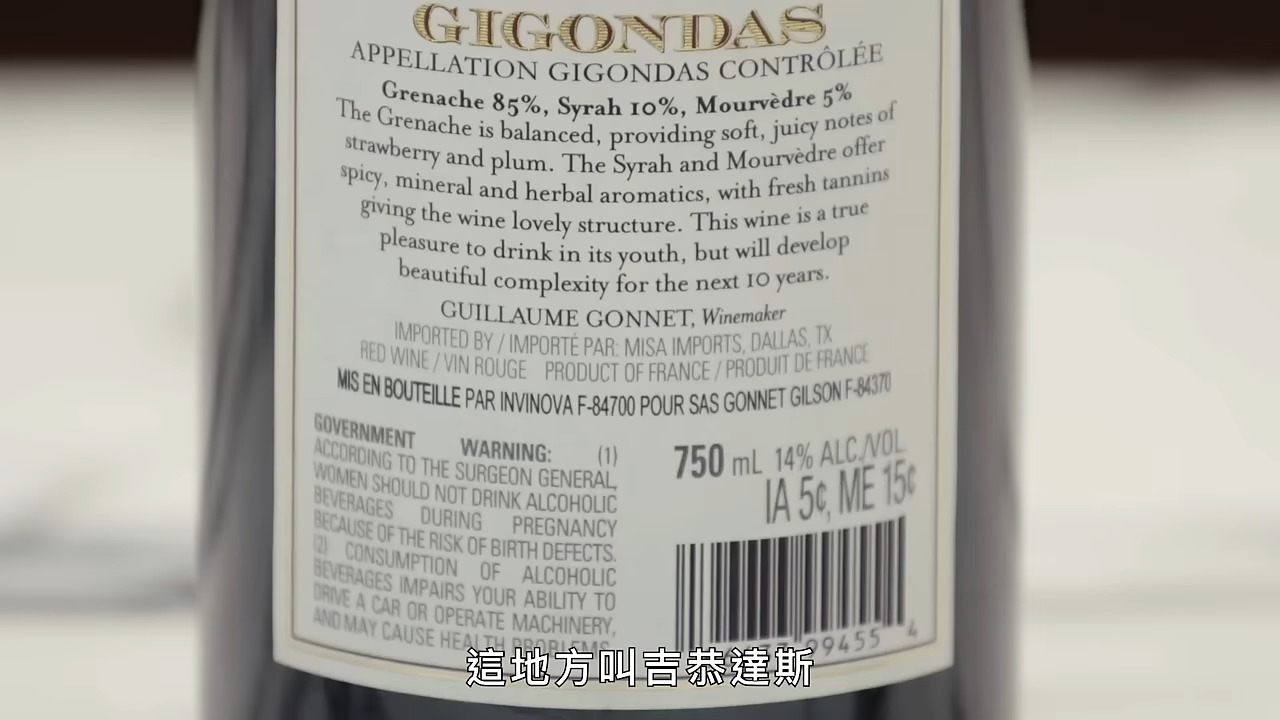 GIGONDAS
APPELLATION GIGONDAS CONTRÔLÉE
Grenache 85%, Syrah 10%, Mourvèdre 5%
The Grenache is balanced, providing soft, juicy notes of
strawberry and plum. The Syrah and Mourvèdre offer
spicy, mineral and herbal aromatics, with fresh tannins
giving the wine lovely structure. This wine is a true
pleasure to drink in its youth, but will develop
beautiful complexity for the next 10 years.
GUILLAUME GONNET, Winemaker
IMPORTED BY / IMPORTÉ PAR: MISA IMPORTS, DALLAS, TX
RED WINE / VIN ROUGE PRODUCT OF FRANCE / PRODUIT DE FRANCE
MIS EN BOUTEILLE PAR INVINOVA F-84700 POUR SAS GONNET GILSON F-84370
GOVERNMENT WARNING: (1)
ACCORDING TO THE SURGEON GENERAL,
WOMEN SHOULD NOT DRINK ALCOHOLIC
BEVERAGES DURING PREGNANCY
BECAUSE OF THE RISK OF BIRTH DEFECTS.
(2) CONSUMPTION OF ALCOHOLIC
BEVERAGES IMPAIRS YOUR ABILITY TO
DRIVE A CAR OR OPERATE MACHINERY,
AND MAY CAUSE HEALTH PROBLEMS.
750 mL 14% ALC./VOL.
IA 5¢, ME 15¢
99455 4
這地方叫吉恭達斯